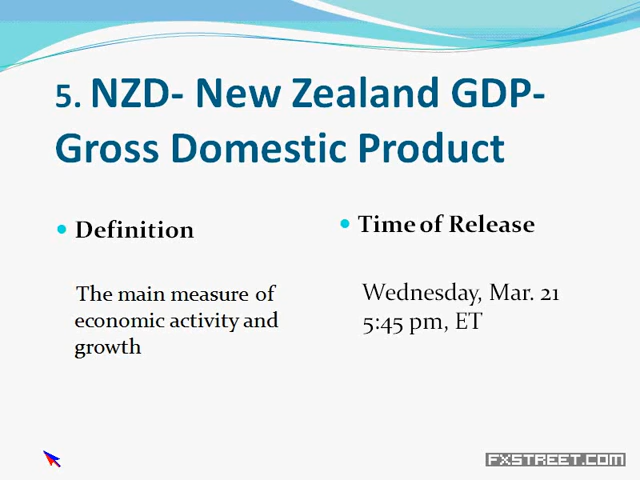 5. NZD- New Zealand GDP-
Gross Domestic Product
• Definition
The main measure of
economic activity and
growth
• Time of Release
Wednesday, Mar. 21
5:45 pm, ET
FXSTREET.COM